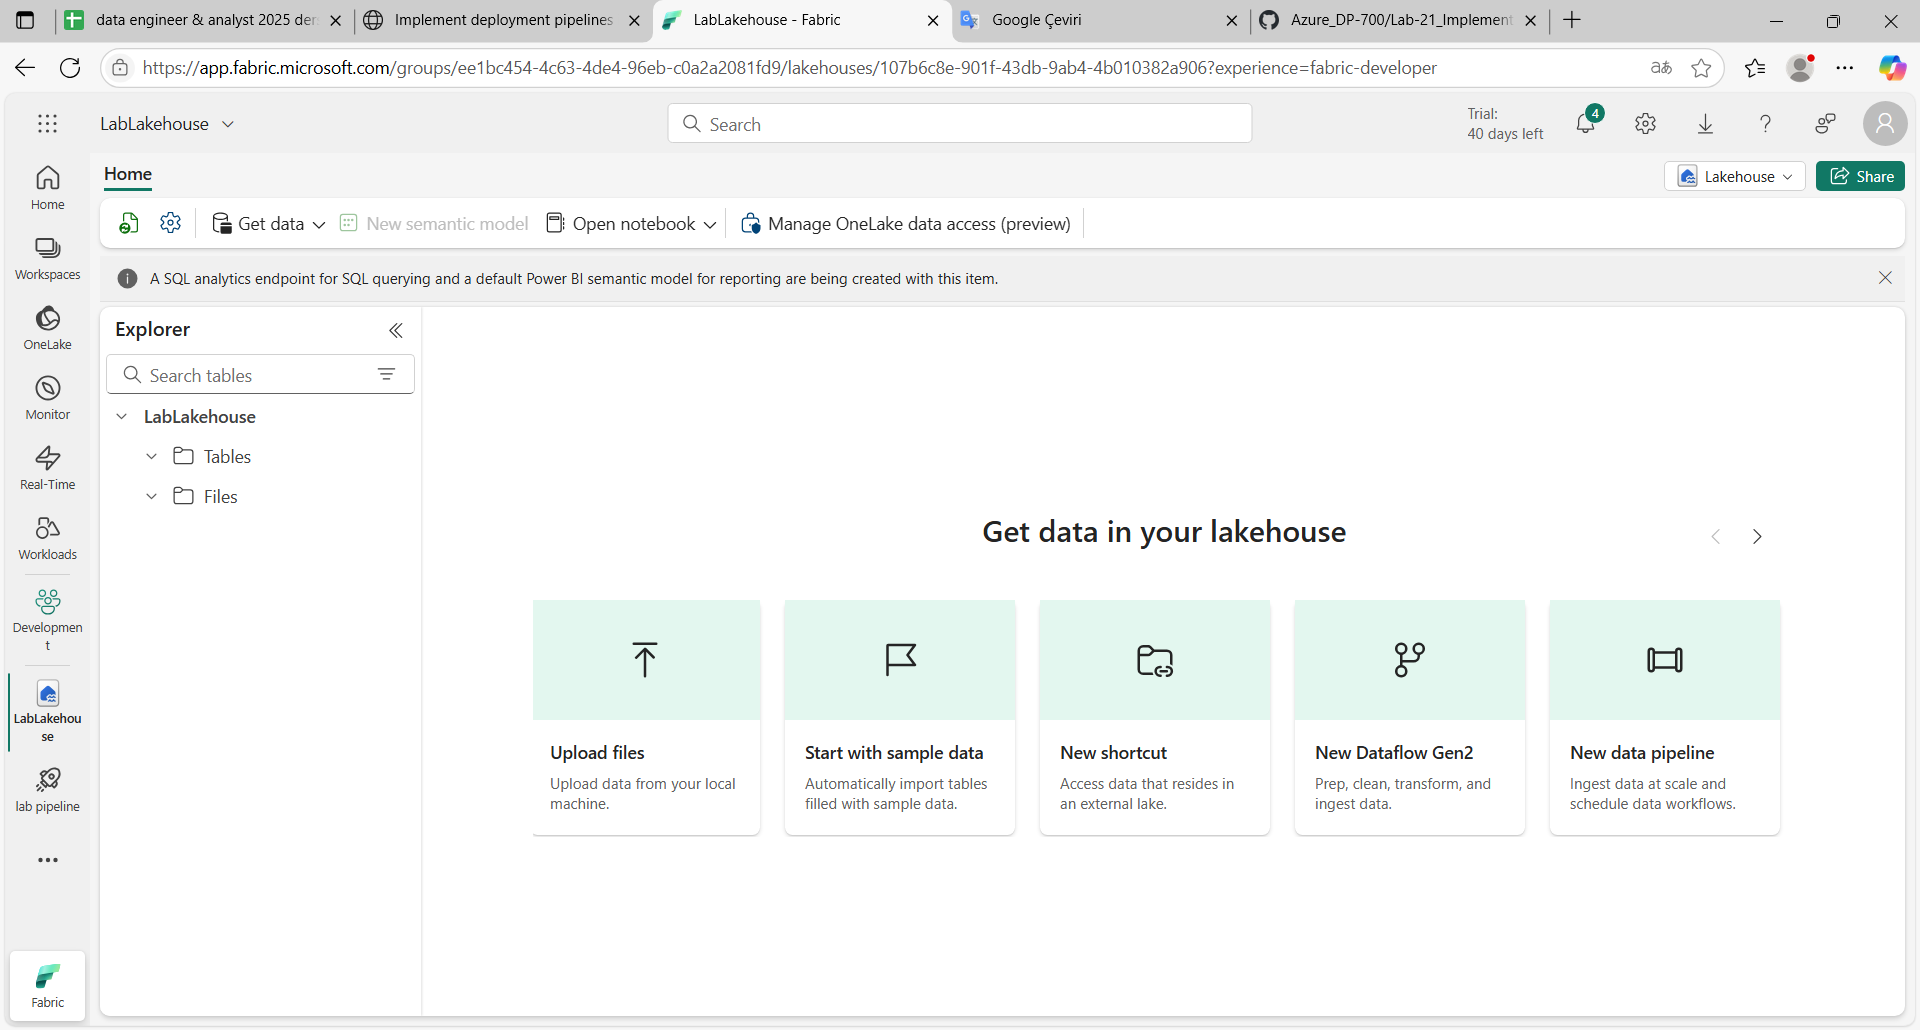 data engineer & analyst 2025 der
Implement deployment pipelines
LabLakehouse - Fabric
Google Çeviri
Azure_DP-700/Lab-21_Implement
https://app.fabric.microsoft.com/groups/ee1bc454-4c63-4de4-96eb-c0a2a2081fd9/lakehouses/107b6c8e-901f-43db-9ab4-4b010382a906?experience=fabric-developer
LabLakehouse
Search
Trial:
40 days left
4
Home
Lakehouse
Share
Get data
New semantic model
Open notebook
Manage OneLake data access (preview)
A SQL analytics endpoint for SQL querying and a default Power BI semantic model for reporting are being created with this item.
Home
Workspaces
OneLake
Monitor
Real-Time
Workloads
Developmen
t
LabLakehou
se
lab pipeline
Fabric
Explorer
Search tables
LabLakehouse
Tables
Files
Get data in your lakehouse
Upload files
Upload data from your local
machine.
Start with sample data
Automatically import tables
filled with sample data.
New shortcut
Access data that resides in
an external lake.
New Dataflow Gen2
Prep, clean, transform, and
ingest data.
New data pipeline
Ingest data at scale and
schedule data workflows.